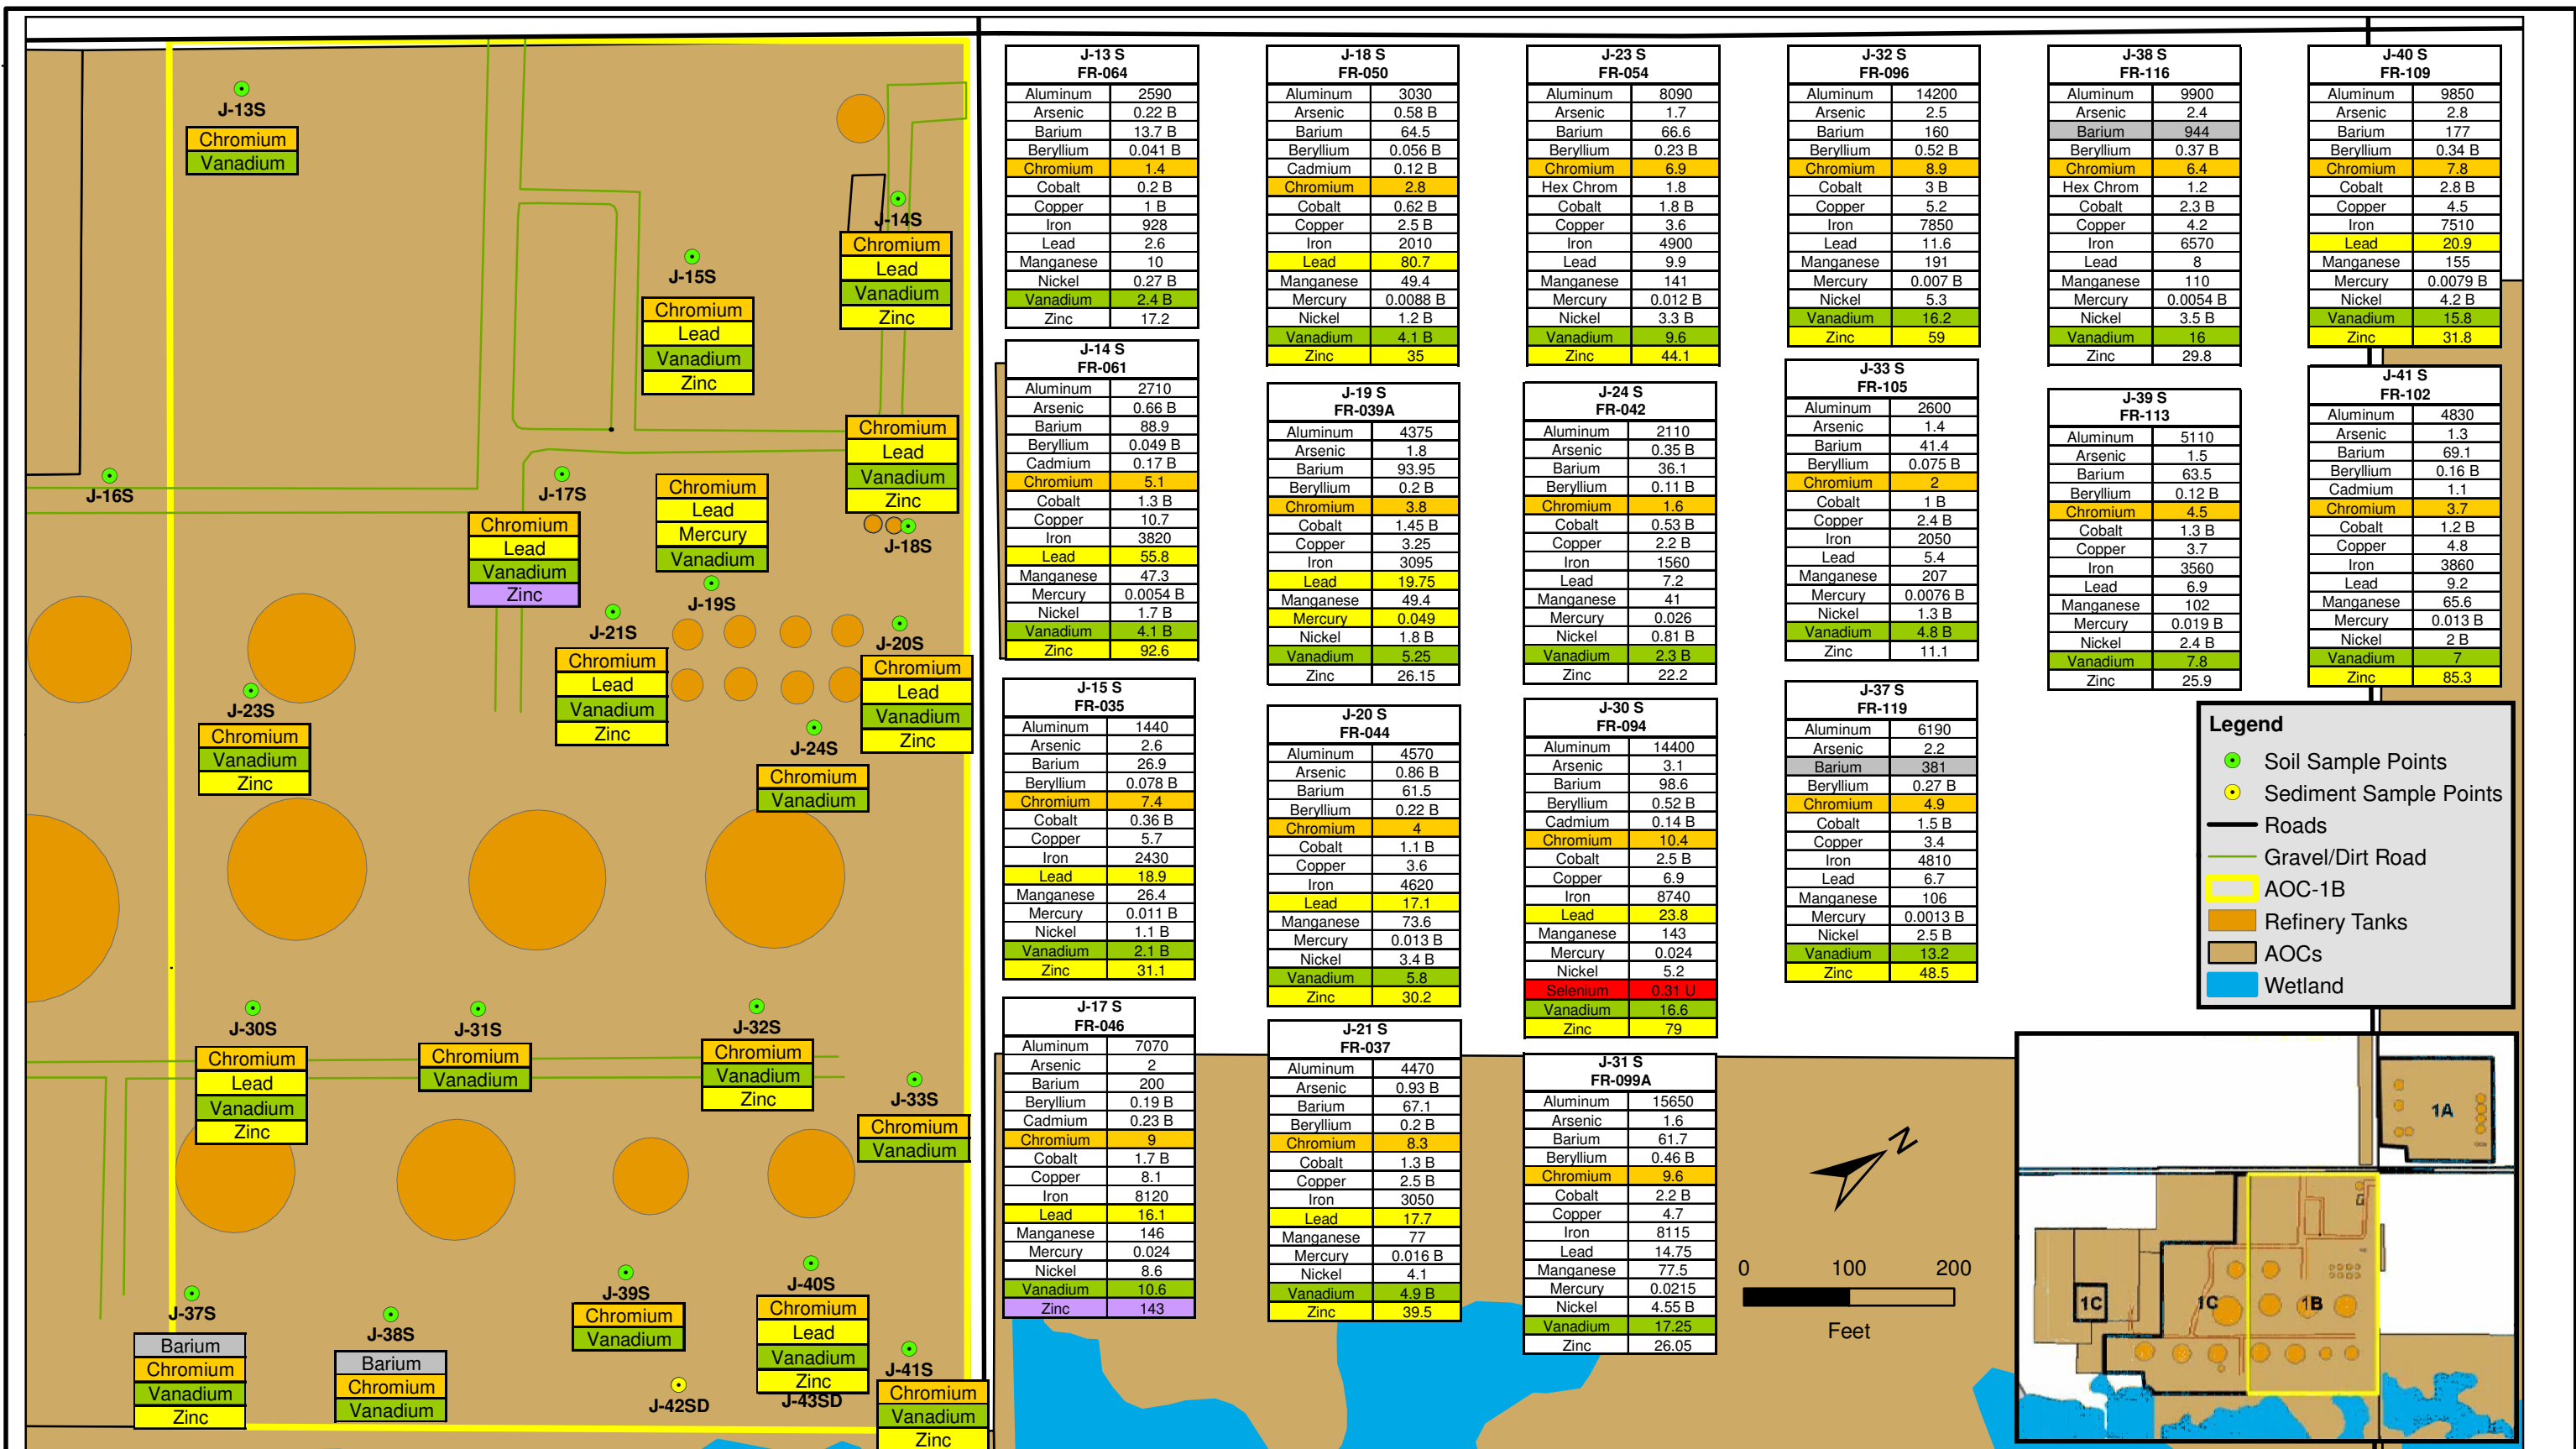 J-13S
Chromium
Vanadium
J-14S
Chromium
Lead
Vanadium
Zinc
J-15S
Chromium
Lead
Vanadium
Zinc
J-16S
J-17S
Chromium
Lead
Vanadium
Zinc
Chromium
Lead
Mercury
Vanadium
J-19S
Chromium
Lead
Vanadium
Zinc
J-18S
J-21S
Chromium
Lead
Vanadium
Zinc
J-20S
Chromium
Lead
Vanadium
Zinc
J-23S
Chromium
Vanadium
Zinc
J-24S
Chromium
Vanadium
J-30S
Chromium
Lead
Vanadium
Zinc
J-31S
Chromium
Vanadium
J-32S
Chromium
Vanadium
Zinc
J-33S
Chromium
Vanadium
J-37S
Barium
Chromium
Vanadium
Zinc
J-38S
Barium
Chromium
Vanadium
J-39S
Chromium
Vanadium
J-40S
Chromium
Lead
Vanadium
Zinc
J-43SD
J-42SD
J-41S
Chromium
Vanadium
Zinc
J-13 S
FR-064
Aluminum 2590
Arsenic 0.22 B
Barium 13.7 B
Beryllium 0.041 B
Chromium 1.4
Cobalt 0.2 B
Copper 1 B
Iron 928
Lead 2.6
Manganese 10
Nickel 0.27 B
Vanadium 2.4 B
Zinc 17.2
J-14 S
FR-061
Aluminum 2710
Arsenic 0.66 B
Barium 88.9
Beryllium 0.049 B
Cadmium 0.17 B
Chromium 5.1
Cobalt 1.3 B
Copper 10.7
Iron 3820
Lead 55.8
Manganese 47.3
Mercury 0.0054 B
Nickel 1.7 B
Vanadium 4.1 B
Zinc 92.6
J-15 S
FR-035
Aluminum 1440
Arsenic 2.6
Barium 26.9
Beryllium 0.078 B
Chromium 7.4
Cobalt 0.36 B
Copper 5.7
Iron 2430
Lead 18.9
Manganese 26.4
Mercury 0.011 B
Nickel 1.1 B
Vanadium 2.1 B
Zinc 31.1
J-17 S
FR-046
Aluminum 7070
Arsenic 2
Barium 200
Beryllium 0.19 B
Cadmium 0.23 B
Chromium 9
Cobalt 1.7 B
Copper 8.1
Iron 8120
Lead 16.1
Manganese 146
Mercury 0.024
Nickel 8.6
Vanadium 10.6
Zinc 143
J-18 S
FR-050
Aluminum 3030
Arsenic 0.58 B
Barium 64.5
Beryllium 0.056 B
Cadmium 0.12 B
Chromium 2.8
Cobalt 0.62 B
Copper 2.5 B
Iron 2010
Lead 80.7
Manganese 49.4
Mercury 0.0088 B
Nickel 1.2 B
Vanadium 4.1 B
Zinc 35
J-19 S
FR-039A
Aluminum 4375
Arsenic 1.8
Barium 93.95
Beryllium 0.2 B
Chromium 3.8
Cobalt 1.45 B
Copper 3.25
Iron 3095
Lead 19.75
Manganese 49.4
Mercury 0.049
Nickel 1.8 B
Vanadium 5.25
Zinc 26.15
J-20 S
FR-044
Aluminum 4570
Arsenic 0.86 B
Barium 61.5
Beryllium 0.22 B
Chromium 4
Cobalt 1.1 B
Copper 3.6
Iron 4620
Lead 17.1
Manganese 73.6
Mercury 0.013 B
Nickel 3.4 B
Vanadium 5.8
Zinc 30.2
J-21 S
FR-037
Aluminum 4470
Arsenic 0.93 B
Barium 67.1
Beryllium 0.2 B
Chromium 8.3
Cobalt 1.3 B
Copper 2.5 B
Iron 3050
Lead 17.7
Manganese 77
Mercury 0.016 B
Nickel 4.1
Vanadium 4.9 B
Zinc 39.5
J-23 S
FR-054
Aluminum 8090
Arsenic 1.7
Barium 66.6
Beryllium 0.23 B
Chromium 6.9
Hex Chrom 1.8
Cobalt 1.8 B
Copper 3.6
Iron 4900
Lead 9.9
Manganese 141
Mercury 0.012 B
Nickel 3.3 B
Vanadium 9.6
Zinc 44.1
J-24 S
FR-042
Aluminum 2110
Arsenic 0.35 B
Barium 36.1
Beryllium 0.11 B
Chromium 1.6
Cobalt 0.53 B
Copper 2.2 B
Iron 1560
Lead 7.2
Manganese 41
Mercury 0.026
Nickel 0.81 B
Vanadium 2.3 B
Zinc 22.2
J-30 S
FR-094
Aluminum 14400
Arsenic 3.1
Barium 98.6
Beryllium 0.52 B
Cadmium 0.14 B
Chromium 10.4
Cobalt 2.5 B
Copper 6.9
Iron 8740
Lead 23.8
Manganese 143
Mercury 0.024
Nickel 5.2
Selenium 0.31 U
Vanadium 16.6
Zinc 79
J-31 S
FR-099A
Aluminum 15650
Arsenic 1.6
Barium 61.7
Beryllium 0.46 B
Chromium 9.6
Cobalt 2.2 B
Copper 4.7
Iron 8115
Lead 14.75
Manganese 77.5
Mercury 0.0215
Nickel 4.55 B
Vanadium 17.25
Zinc 26.05
J-32 S
FR-096
Aluminum 14200
Arsenic 2.5
Barium 160
Beryllium 0.52 B
Chromium 8.9
Cobalt 3 B
Copper 5.2
Iron 7850
Lead 11.6
Manganese 191
Mercury 0.007 B
Nickel 5.3
Vanadium 16.2
Zinc 59
J-33 S
FR-105
Aluminum 2600
Arsenic 1.4
Barium 41.4
Beryllium 0.075 B
Chromium 2
Cobalt 1 B
Copper 2.4 B
Iron 2050
Lead 5.4
Manganese 207
Mercury 0.0076 B
Nickel 1.3 B
Vanadium 4.8 B
Zinc 11.1
J-37 S
FR-119
Aluminum 6190
Arsenic 2.2
Barium 381
Beryllium 0.27 B
Chromium 4.9
Cobalt 1.5 B
Copper 3.4
Iron 4810
Lead 6.7
Manganese 106
Mercury 0.0013 B
Nickel 2.5 B
Vanadium 13.2
Zinc 48.5
J-38 S
FR-116
Aluminum 9900
Arsenic 2.4
Barium 944
Beryllium 0.37 B
Chromium 6.4
Hex Chrom 1.2
Cobalt 2.3 B
Copper 4.2
Iron 6570
Lead 8
Manganese 110
Mercury 0.0054 B
Nickel 3.5 B
Vanadium 16
Zinc 29.8
J-39 S
FR-113
Aluminum 5110
Arsenic 1.5
Barium 63.5
Beryllium 0.12 B
Chromium 4.5
Cobalt 1.3 B
Copper 3.7
Iron 3560
Lead 6.9
Manganese 102
Mercury 0.019 B
Nickel 2.4 B
Vanadium 7.8
Zinc 25.9
J-40 S
FR-109
Aluminum 9850
Arsenic 2.8
Barium 177
Beryllium 0.34 B
Chromium 7.8
Cobalt 2.8 B
Copper 4.5
Iron 7510
Lead 20.9
Manganese 155
Mercury 0.0079 B
Nickel 4.2 B
Vanadium 15.8
Zinc 31.8
J-41 S
FR-102
Aluminum 4830
Arsenic 1.3
Barium 69.1
Beryllium 0.16 B
Cadmium 1.1
Chromium 3.7
Cobalt 1.2 B
Copper 4.8
Iron 3860
Lead 9.2
Manganese 65.6
Mercury 0.013 B
Nickel 2 B
Vanadium 7
Zinc 85.3
Legend
Soil Sample Points
Sediment Sample Points
Roads
Gravel/Dirt Road
AOC-1B
Refinery Tanks
AOCs
Wetland
N
0 100 200
Feet
1A
1C
1C
1B